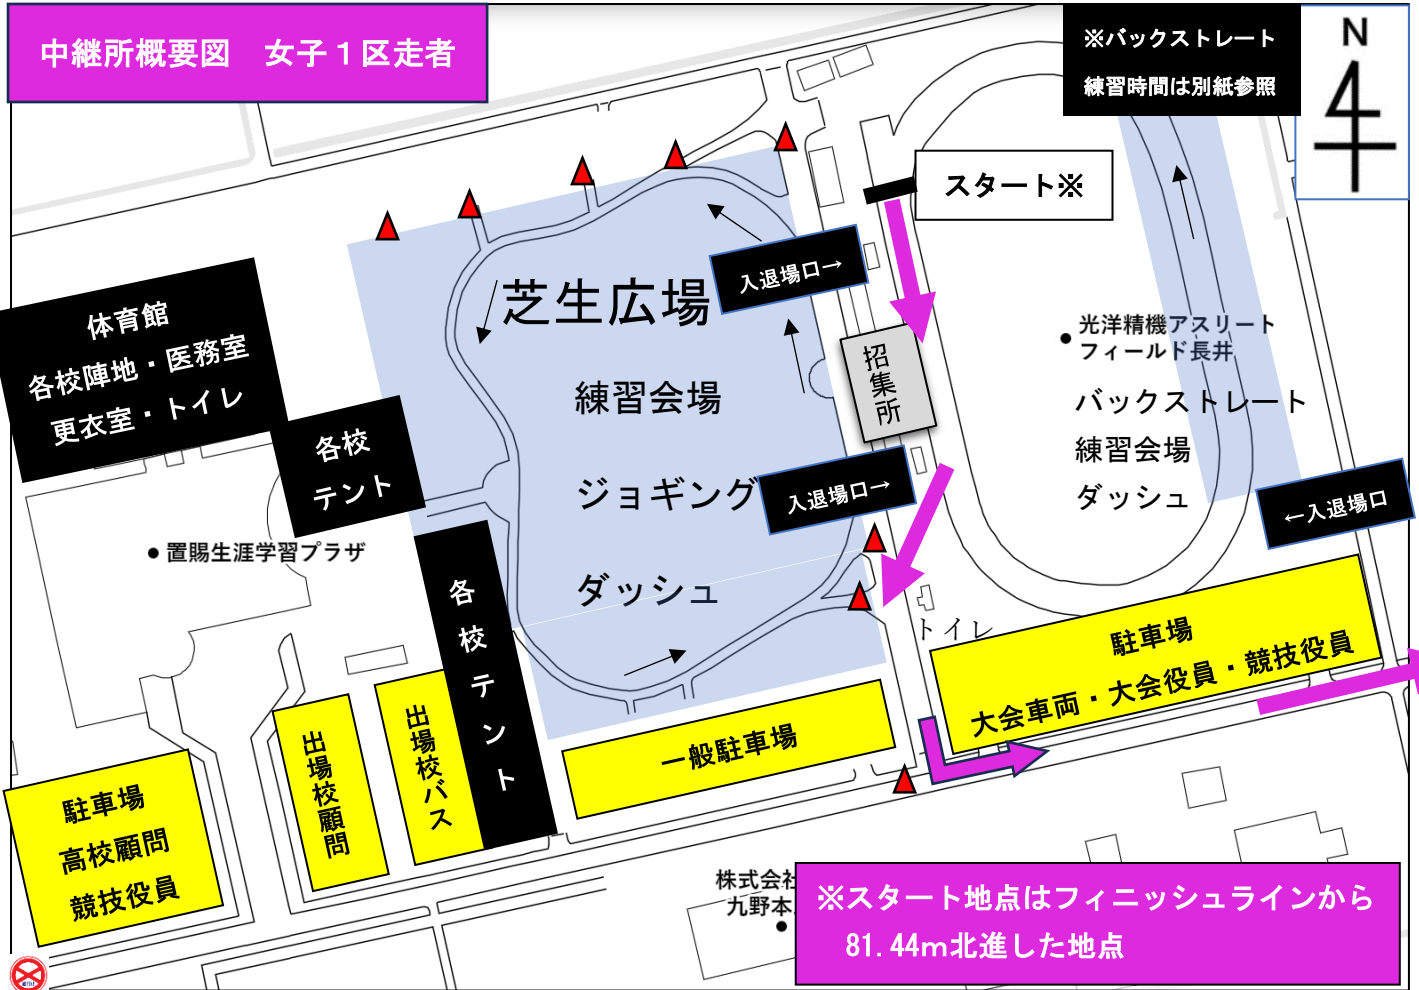 中継所概要図　女子１区走者
※バックストレート
練習時間は別紙参照
N
スタート※
入退場口→
芝生広場
体育館
各校陣地・医務室
更衣室・トイレ
光洋精機アスリート
フィールド長井
招集所
練習会場
バックストレート
練習会場
ダッシュ
各校
テント
ジョギング
入退場口→
←入退場口
置賜生涯学習プラザ
ダッシュ
各校テント
トイレ
駐車場
大会車両・大会役員・競技役員
出場校バス
出場校顧問
一般駐車場
駐車場
高校顧問
競技役員
株式会社
九野本
※スタート地点はフィニッシュラインから
81.44m北進した地点